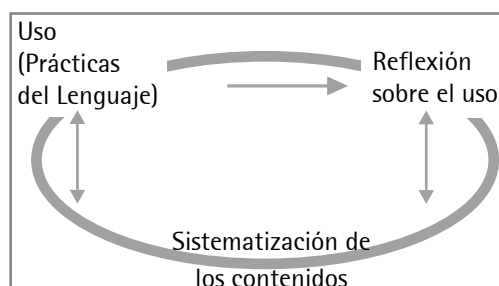 Uso
(Prácticas
del Lenguaje)
Reflexión
sobre el uso
Sistematización de
los contenidos